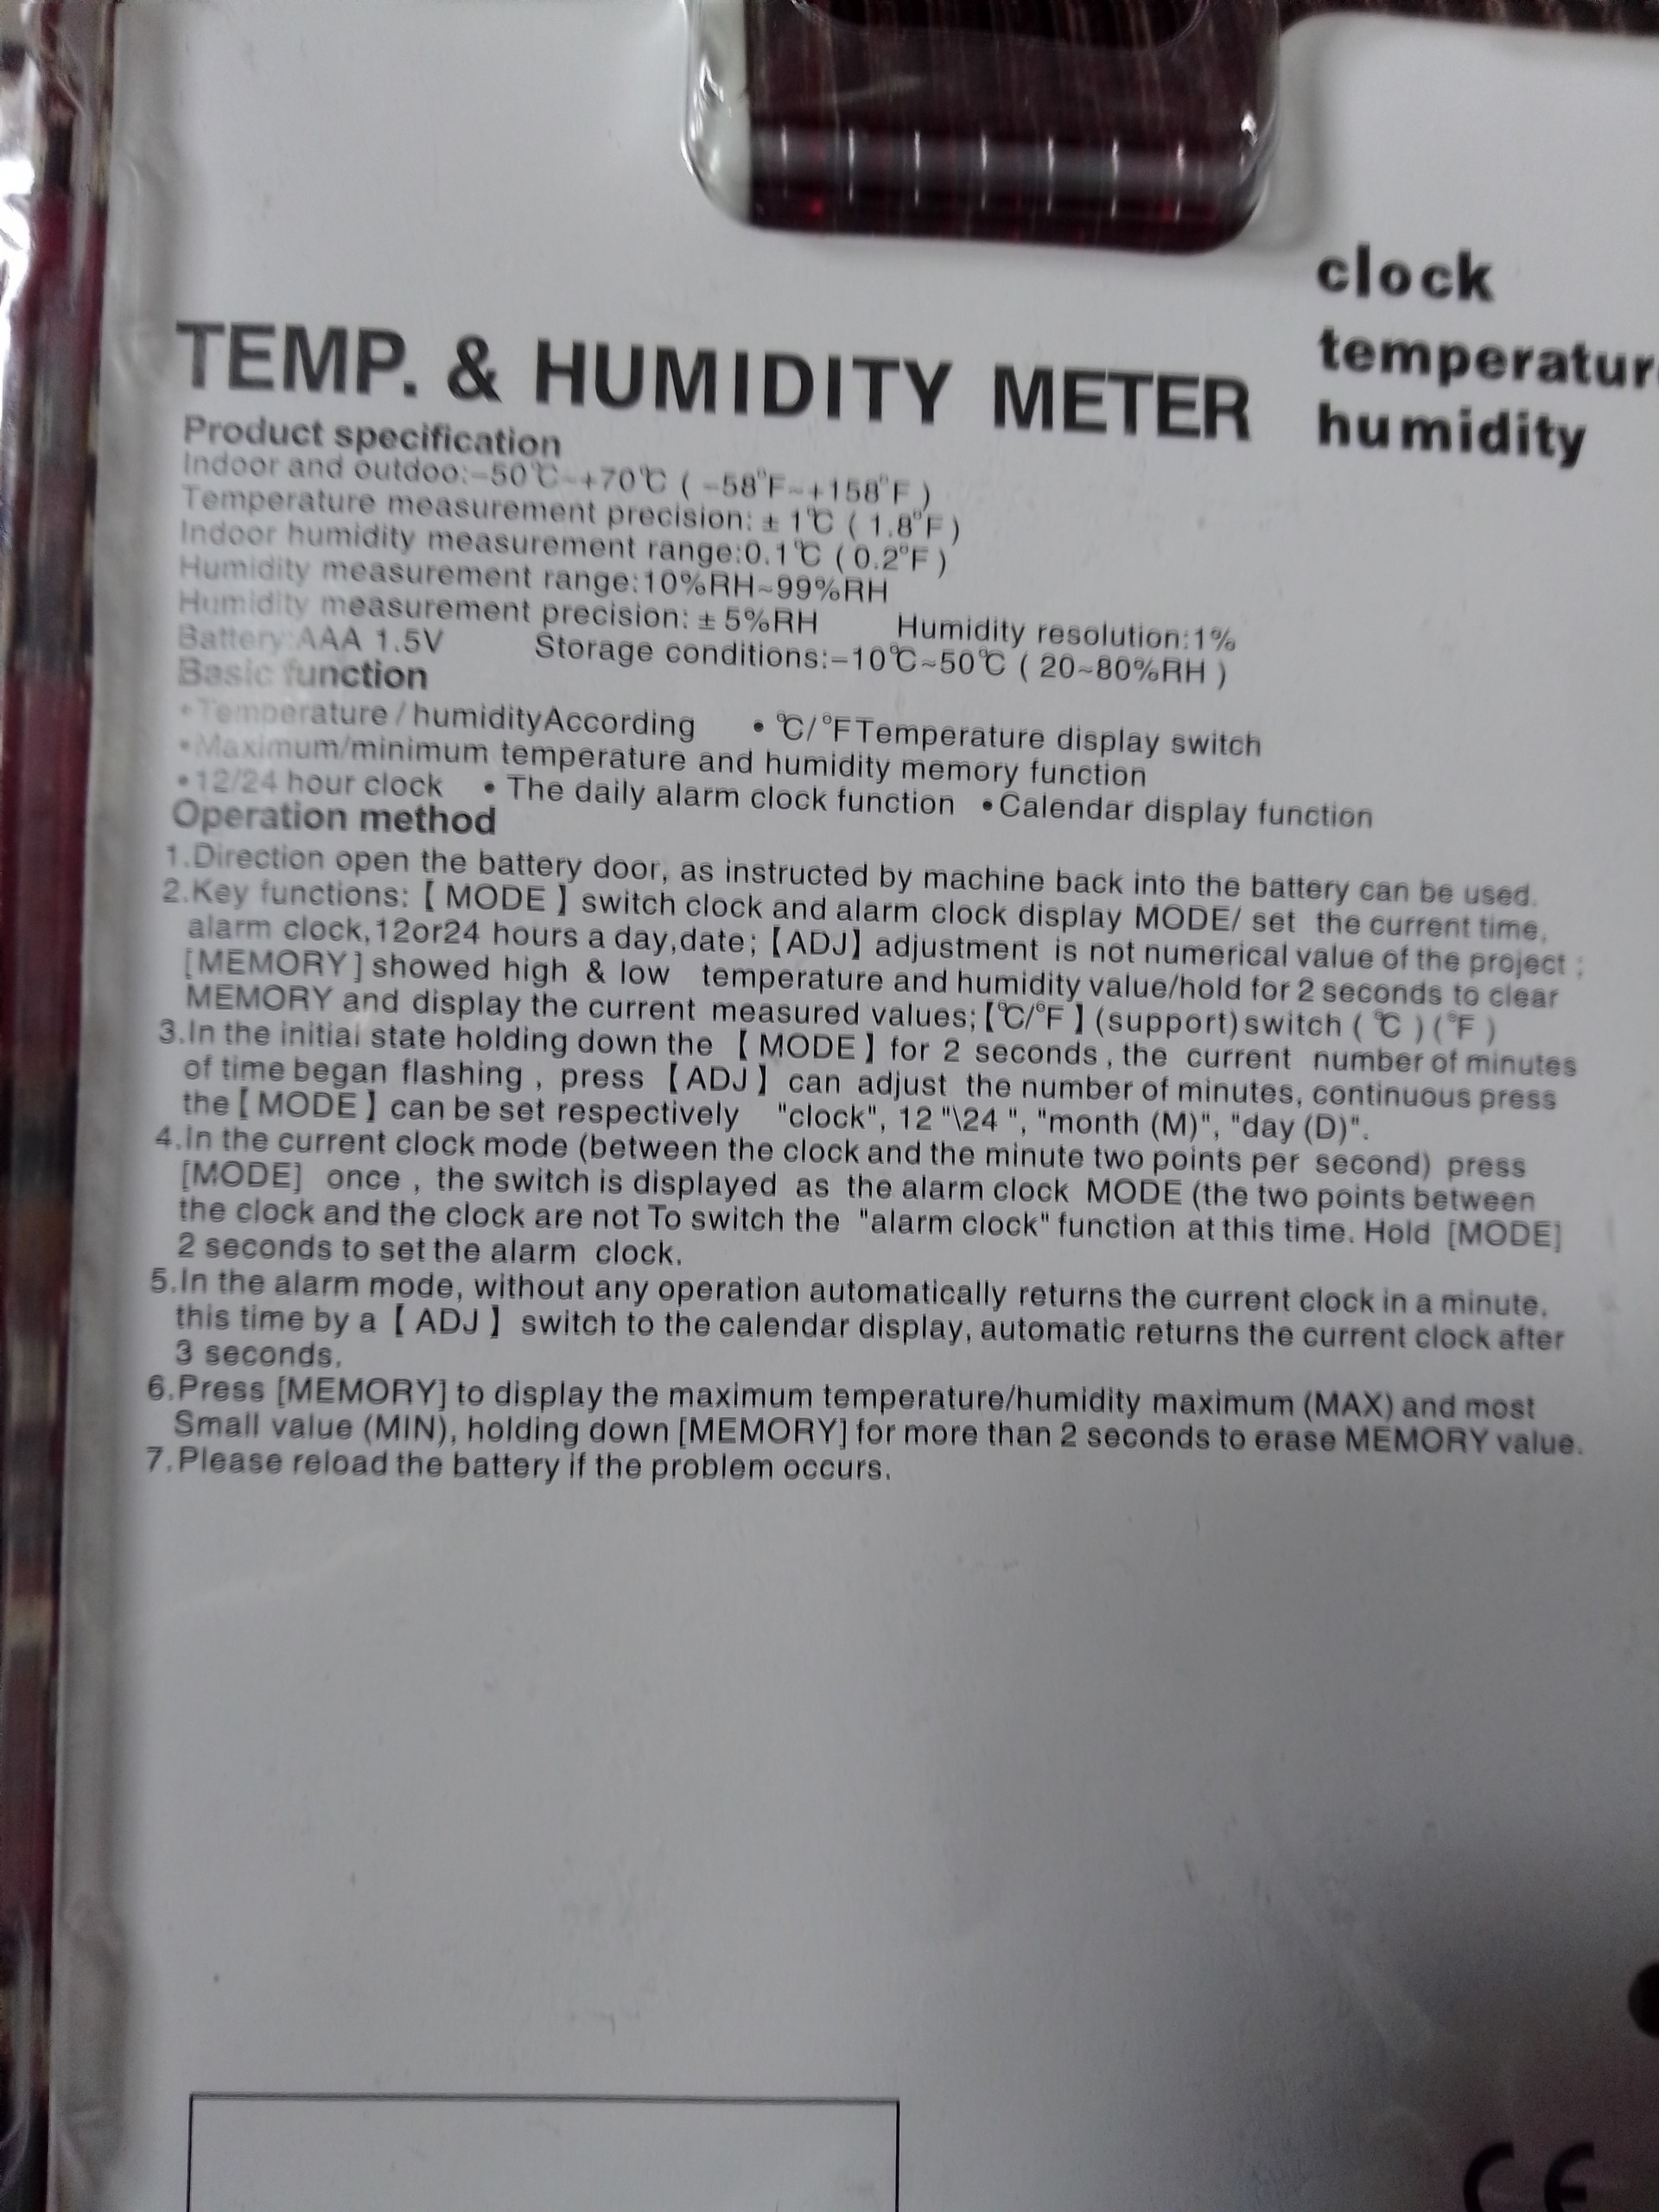 clock
temperatur
humidity
TEMP. & HUMIDITY METER
Product specification
Indoor and outdoo:-50℃~+70℃ ( -58°F~+158°F )
Temperature measurement precision: ± 1℃ ( 1.8°F )
Indoor humidity measurement range:0.1℃ ( 0.2°F )
Humidity measurement range:10%RH~99%RH
Humidity measurement precision: ± 5%RH Humidity resolution:1%
Battery:AAA 1.5V Storage conditions:-10℃~50℃ ( 20~80%RH )
Basic function
•Temperature / humidityAccording • ℃/°FTemperature display switch
•Maximum/minimum temperature and humidity memory function
•12/24 hour clock • The daily alarm clock function •Calendar display function
Operation method
1.Direction open the battery door, as instructed by machine back into the battery can be used.
2.Key functions:【 MODE 】switch clock and alarm clock display MODE/ set the current time,
alarm clock,12or24 hours a day,date;【ADJ】adjustment is not numerical value of the project ;
[MEMORY ] showed high & low temperature and humidity value/hold for 2 seconds to clear
MEMORY and display the current measured values;【℃/°F 】(support) switch ( ℃ ) (°F )
3.In the initial state holding down the 【 MODE 】 for 2 seconds , the current number of minutes
of time began flashing , press 【ADJ】 can adjust the number of minutes, continuous press
the【 MODE 】can be set respectively "clock", 12 "\24 ", "month (M)", "day (D)".
4.In the current clock mode (between the clock and the minute two points per second) press
[MODE] once , the switch is displayed as the alarm clock MODE (the two points between
the clock and the clock are not To switch the "alarm clock" function at this time. Hold [MODE]
2 seconds to set the alarm clock.
5.In the alarm mode, without any operation automatically returns the current clock in a minute,
this time by a【 ADJ 】 switch to the calendar display, automatic returns the current clock after
3 seconds.
6.Press [MEMORY] to display the maximum temperature/humidity maximum (MAX) and most
Small value (MIN), holding down [MEMORY] for more than 2 seconds to erase MEMORY value.
7.Please reload the battery if the problem occurs.
CE